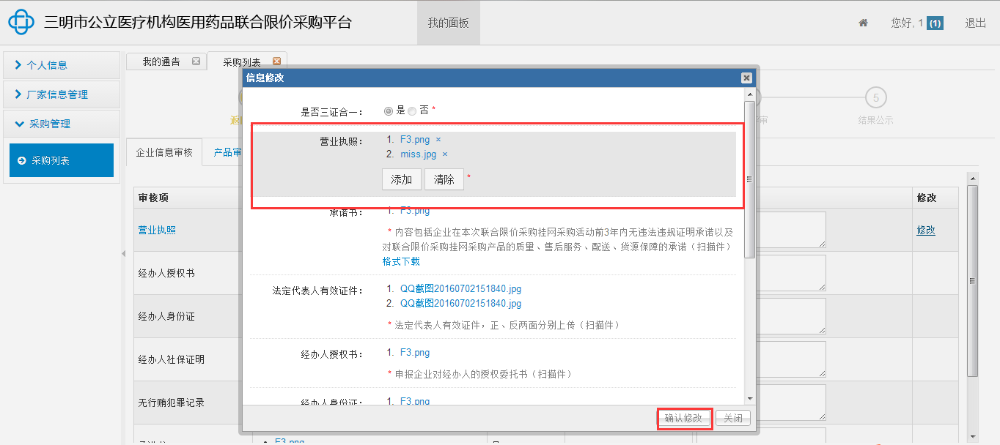 三明市公立医疗机构医用药品联合限价采购平台
我的面板
您好, 1 (1)
退出
个人信息
厂家信息管理
采购管理
采购列表
我的通告
采购列表
5
结果公示
企业信息审核
产品审
审核项
修改
营业执照
修改
经办人授权书
经办人身份证
经办人社保证明
无行贿犯罪记录
F3.png
信息修改
是否三证合一：
是 否 *
营业执照：
1. F3.png ×
2. miss.jpg ×
添加 清除 *
承诺书：
1. F3.png
* 内容包括企业在本次联合限价采购挂网采购活动前3年内无违法违规证明承诺以及
对联合限价采购挂网采购产品的质量、售后服务、配送、货源保障的承诺（扫描件）
格式下载
法定代表人有效证件：
1. QQ截图20160702151840.jpg
2. QQ截图20160702151840.jpg
* 法定代表人有效证件，正、反两面分别上传（扫描件）
经办人授权书：
1. F3.png
* 申报企业对经办人的授权委托书（扫描件）
经办人身份证：
1. F3.png
确认修改
关闭